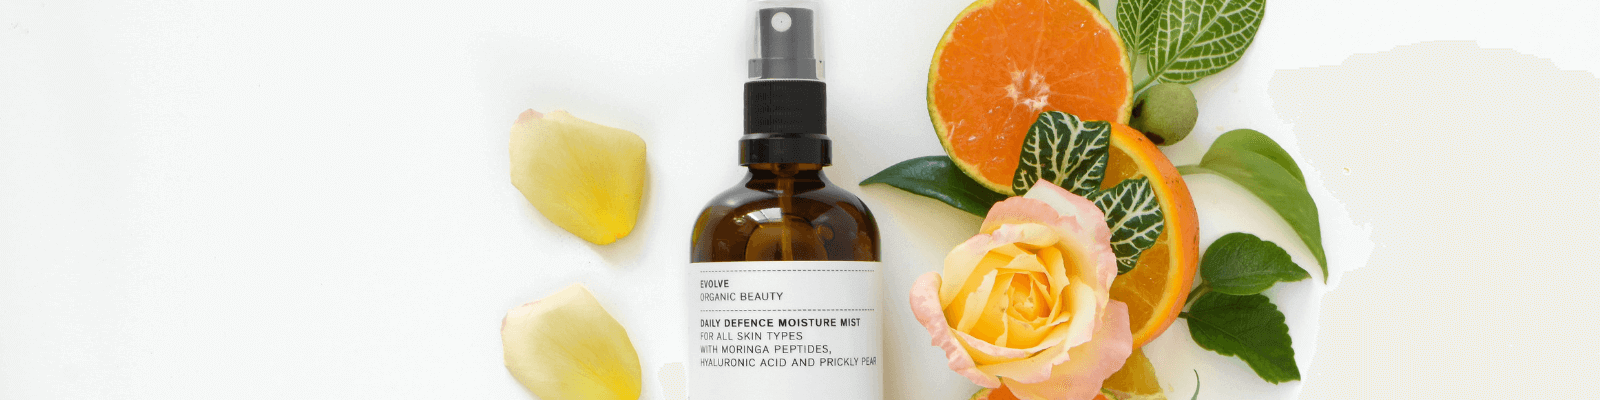 EVOLVE
ORGANIC BEAUTY
DAILY DEFENCE MOISTURE MIST
FOR ALL SKIN TYPES
WITH MORINGA PEPTIDES,
HYALURONIC ACID AND PRICKLY PEAR